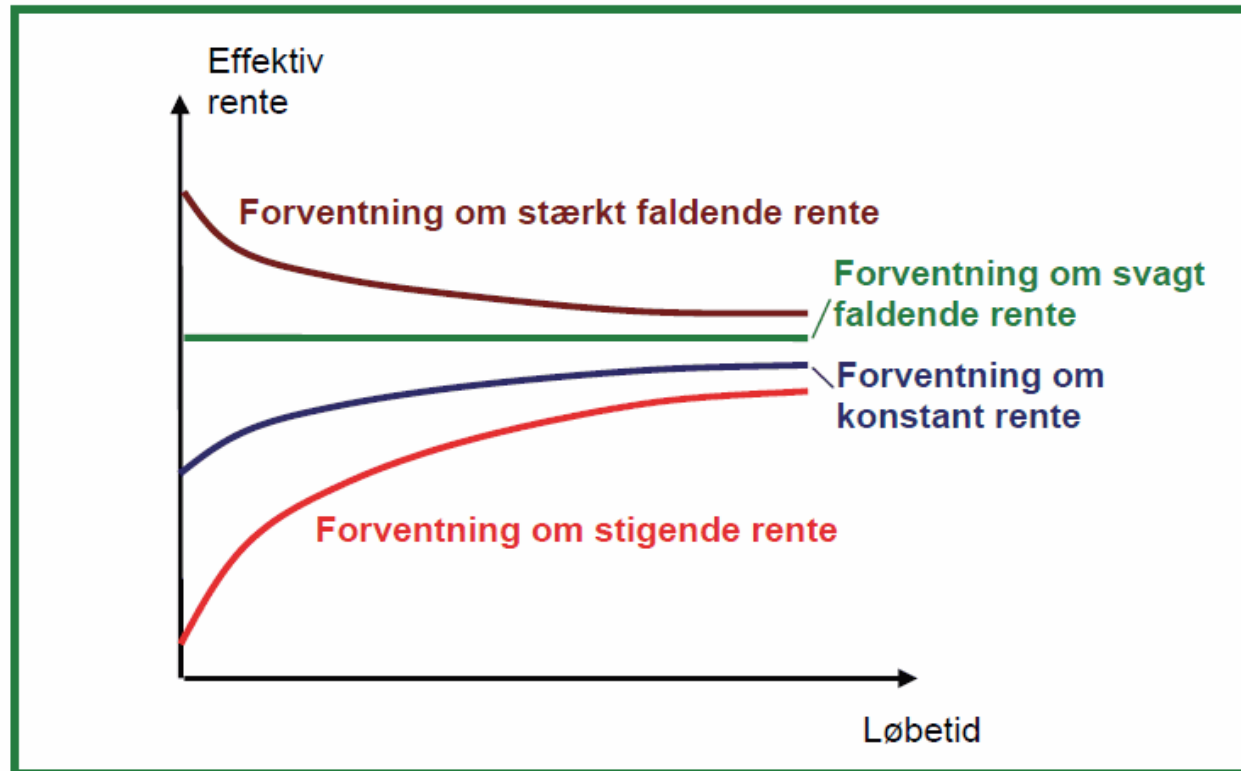 Effektiv
rente
Forventning om stærkt faldende rente
Forventning om svagt
faldende rente
Forventning om
konstant rente
Forventning om stigende rente
Løbetid